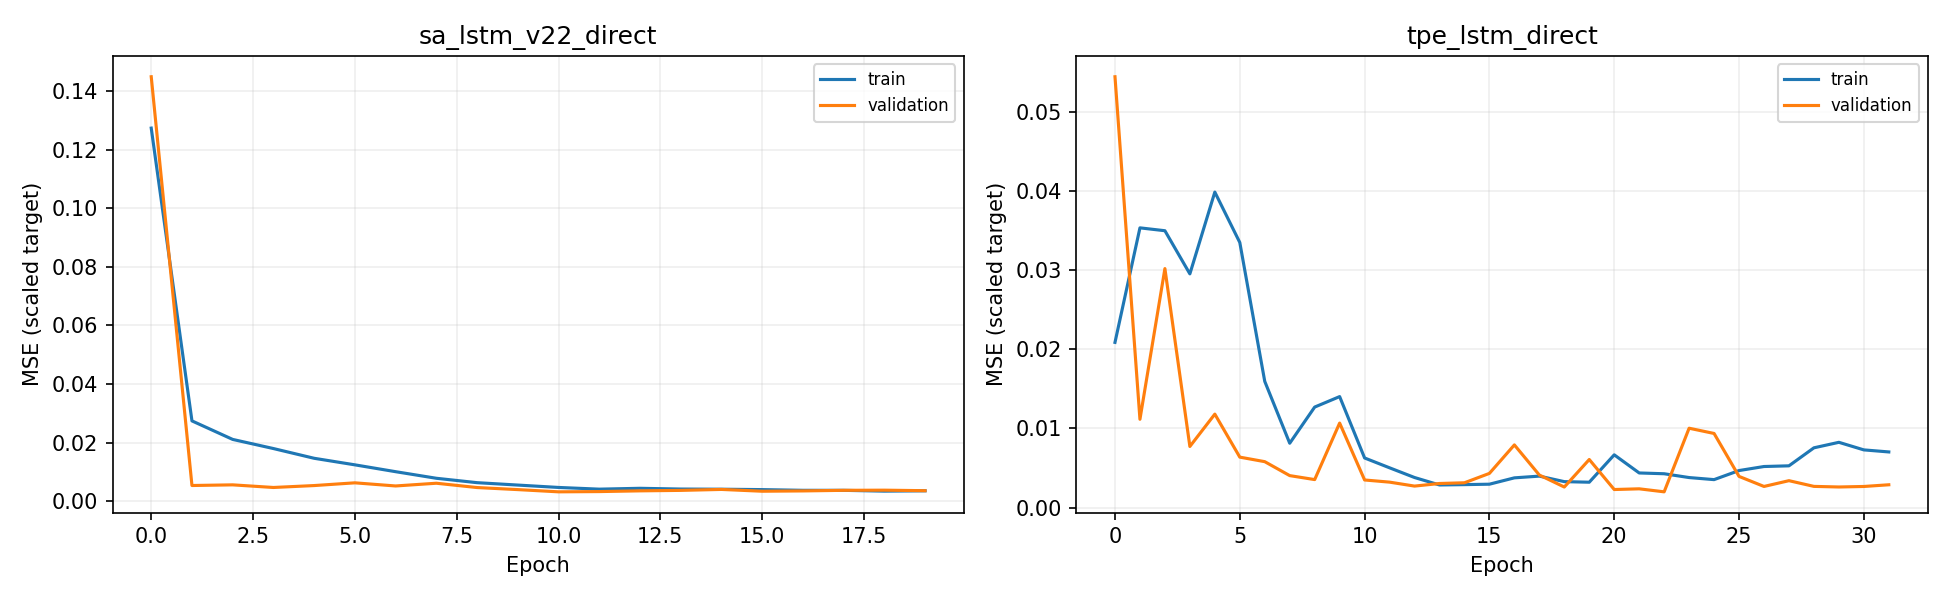 sa_lstm_v22_direct
train
validation
MSE (scaled target)
0.14
0.12
0.10
0.08
0.06
0.04
0.02
0.00
0.0 2.5 5.0 7.5 10.0 12.5 15.0 17.5
Epoch
tpe_lstm_direct
train
validation
MSE (scaled target)
0.05
0.04
0.03
0.02
0.01
0.00
0 5 10 15 20 25 30
Epoch